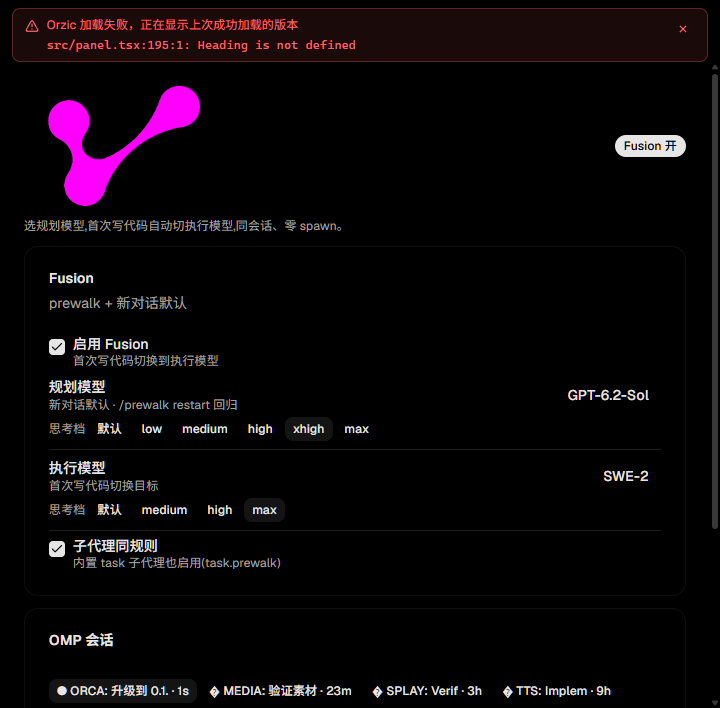 Orzic 加载失败，正在显示上次成功加载的版本
src/panel.tsx:195:1: Heading is not defined
Fusion 开
选规划模型,首次写代码自动切执行模型,同会话、零 spawn。
Fusion
prewalk + 新对话默认
启用 Fusion
首次写代码切换到执行模型
规划模型
GPT-6.2-Sol
新对话默认 · /prewalk restart 回归
思考档 默认 low medium high xhigh max
执行模型
SWE-2
首次写代码切换目标
思考档 默认 medium high max
子代理同规则
内置 task 子代理也启用(task.prewalk)
OMP 会话
● ORCA: 升级到 0.1. · 1s � MEDIA: 验证素材 · 23m � SPLAY: Verif · 3h � TTS: Implem · 9h